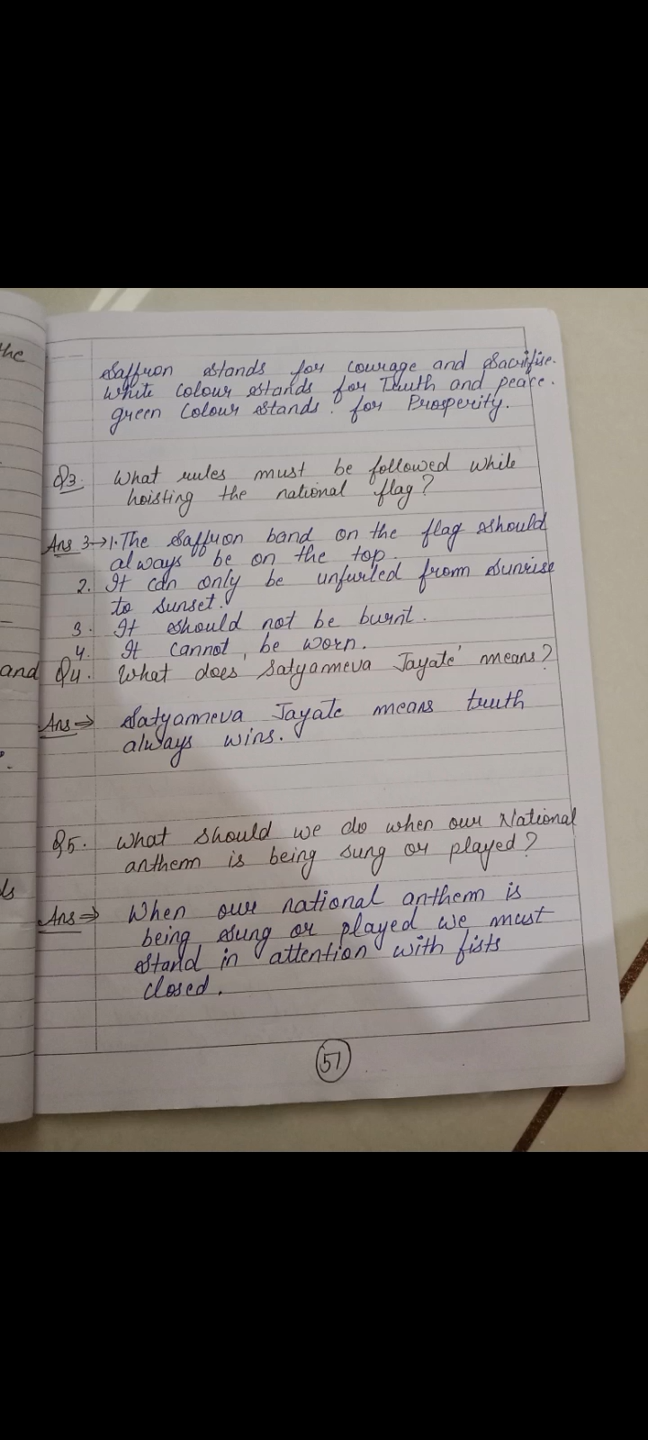 the
Saffron stands for courage and Sacrifise.
White Colour stands for Truth and peace.
green Colour stands. for Prosperity.
Q3. What rules must be followed while
hoisting the national flag?
Ans 3→ 1. The Saffron band on the flag should
always be on the top.
2. It can only be unfurled from sunrise
to sunset.
3. It should not be burnt.
4. It cannot be worn.
and
Q4. What does 'Satyameva Jayate' means?
Ans⇒ Satyameva Jayate means truth
always wins.
Q5. What should we do when our National
anthem is being sung or played?
ds
Ans⇒ When our national anthem is
being sung or played we must
stand in attention with fists
closed.
57